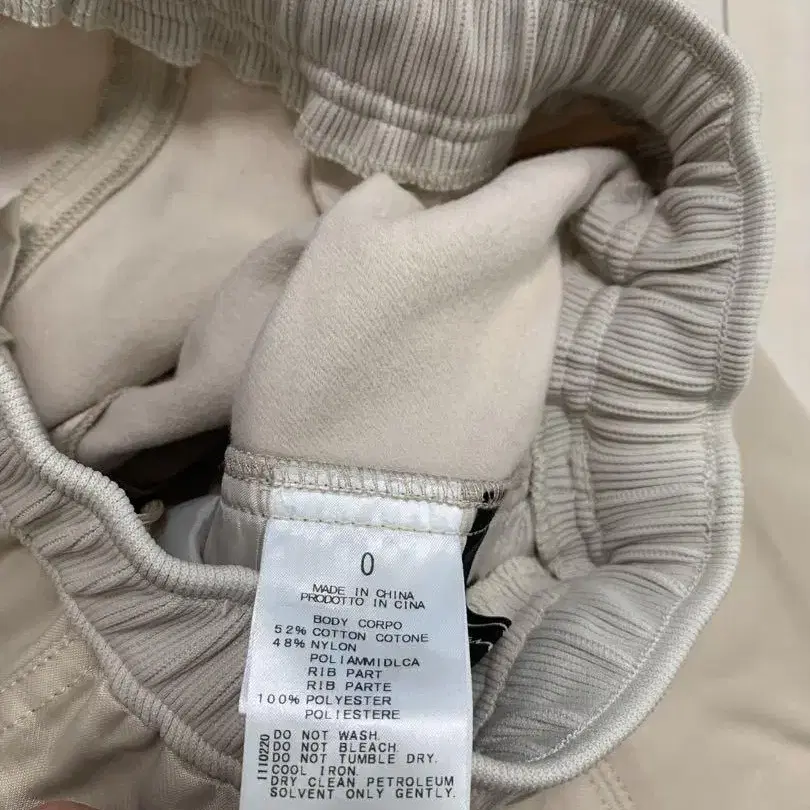 0
MADE IN CHINA
PRODOTTO IN CINA
BODY CORPO
52% COTTON COTONE
48% NYLON
POLIAMMIDLCA
RIB PART
RIB PARTE
100% POLYESTER
POLIESTERE
DO NOT WASH.
DO NOT BLEACH.
DO NOT TUMBLE DRY.
COOL IRON.
DRY CLEAN PETROLEUM
SOLVENT ONLY GENTLY.
1110220